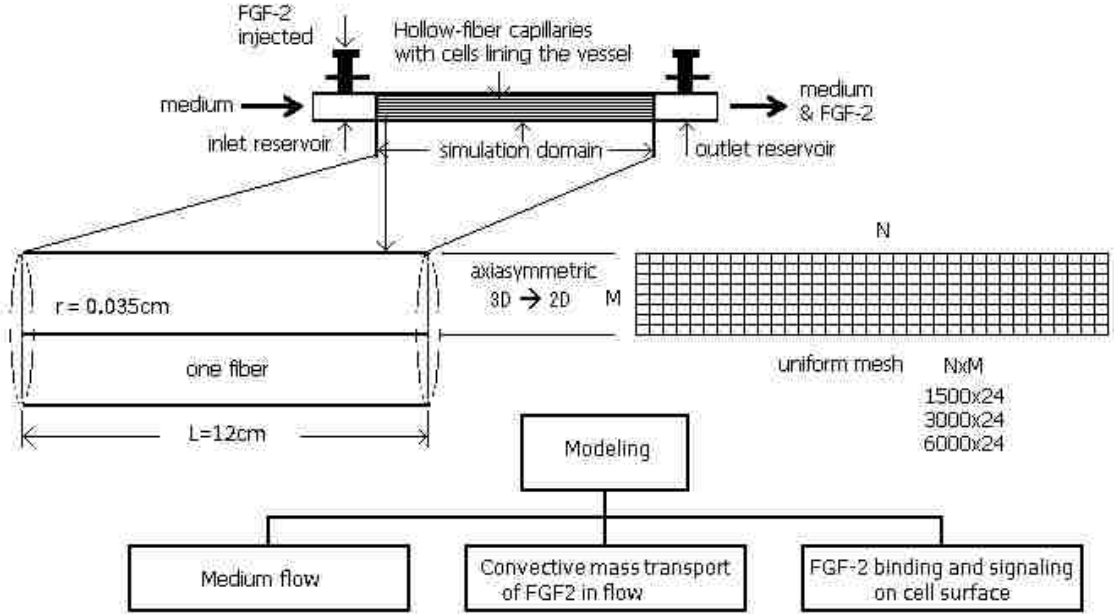 FGF-2
injected
Hollow-fiber capillaries
with cells lining the vessel
medium
medium
& FGF-2
inlet reservoir
simulation domain
outlet reservoir
N
axiasymmetric
3D → 2D
M
r = 0.035cm
one fiber
uniform mesh
NxM
1500x24
3000x24
6000x24
L=12cm
Modeling
Medium flow
Convective mass transport
of FGF2 in flow
FGF-2 binding and signaling
on cell surface